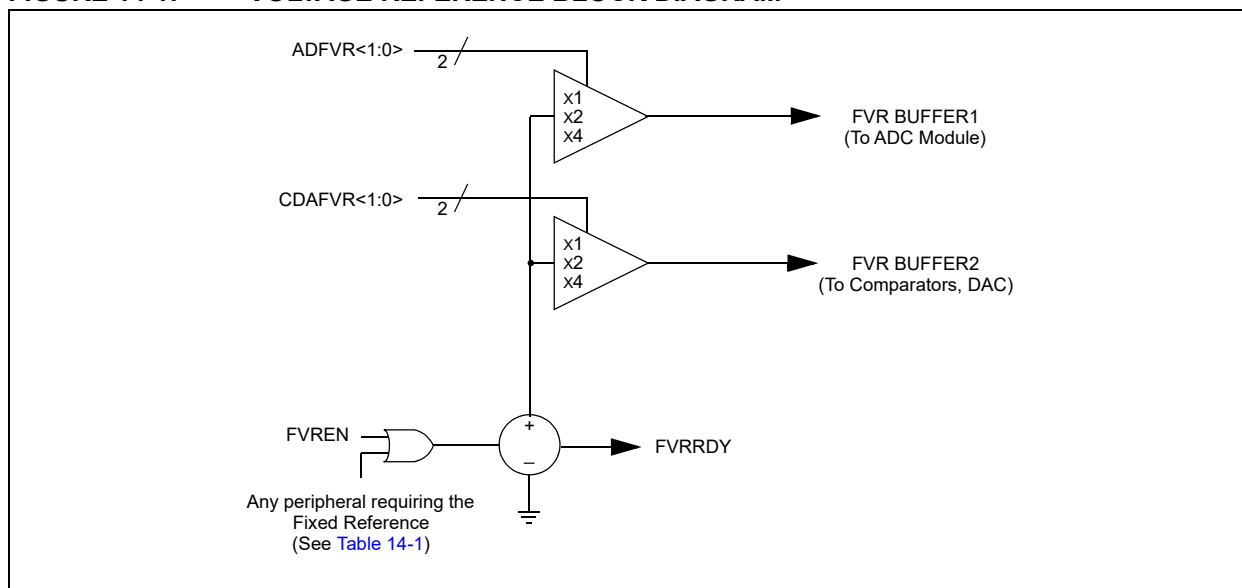 ADFVR<1:0>
2
x1
x2
x4
FVR BUFFER1
(To ADC Module)
CDAFVR<1:0>
2
x1
x2
x4
FVR BUFFER2
(To Comparators, DAC)
FVREN
+
_
FVRRDY
Any peripheral requiring the
Fixed Reference
(See Table 14-1)